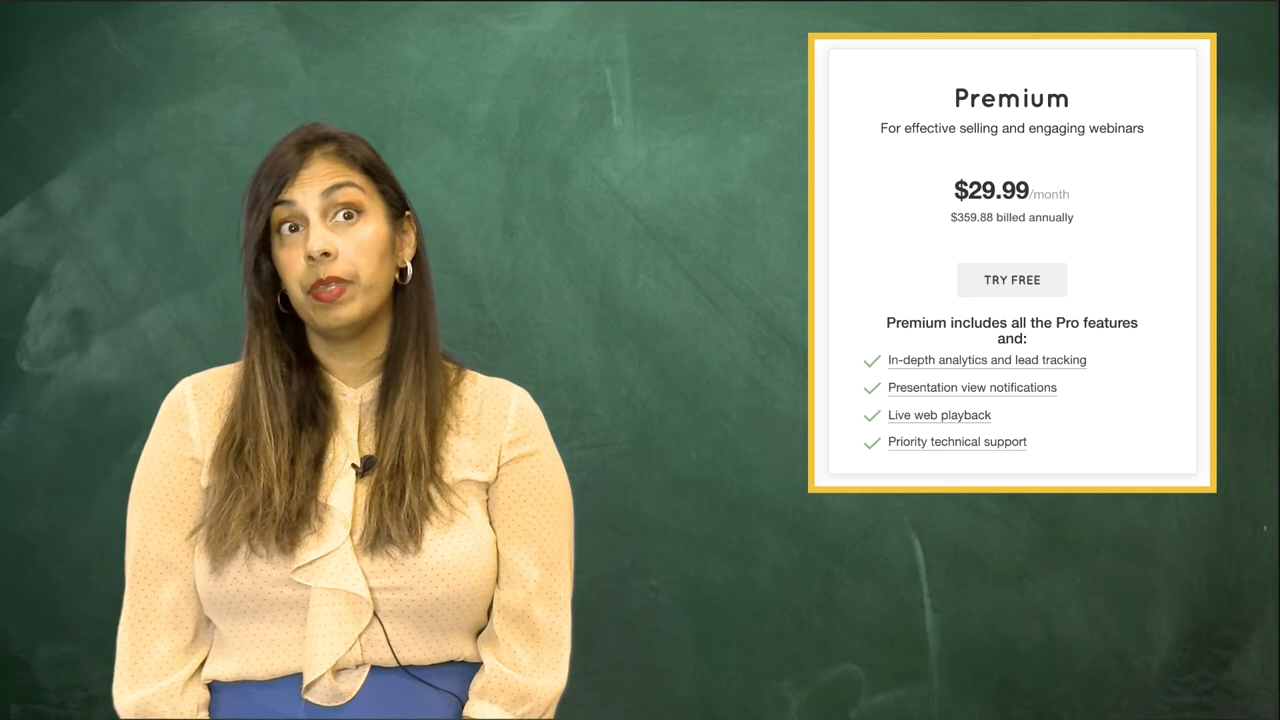 Premium
For effective selling and engaging webinars
$29.99/month
$359.88 billed annually
TRY FREE
Premium includes all the Pro features
and:
In-depth analytics and lead tracking
Presentation view notifications
Live web playback
Priority technical support